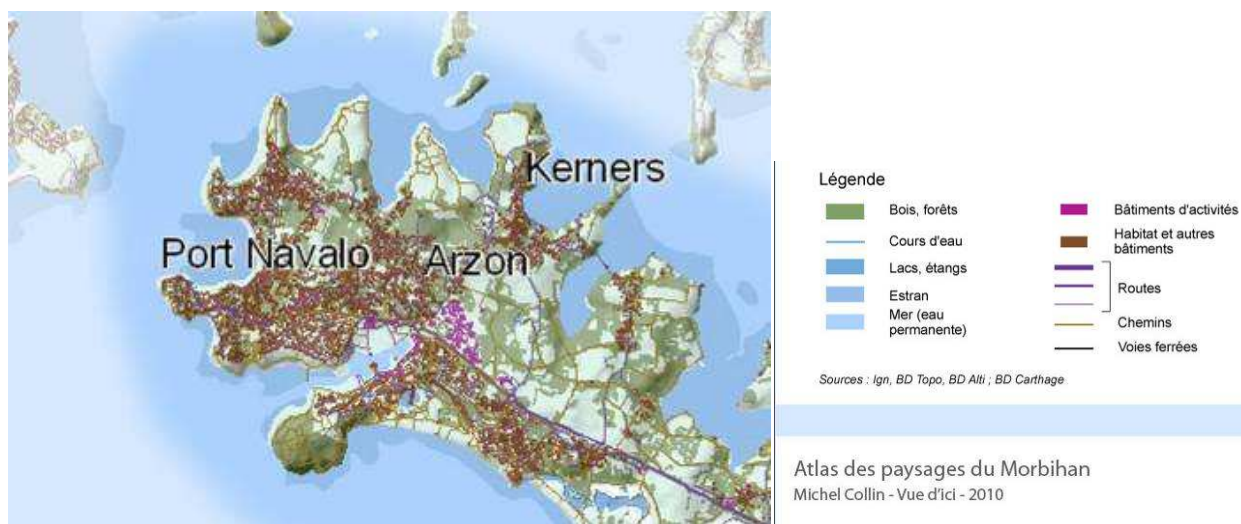 Kerners
Port Navalo
Arzon
Légende
Bois, forêts
Cours d'eau
Lacs, étangs
Estran
Mer (eau
permanente)
Bâtiments d'activités
Habitat et autres
bâtiments
Routes
Chemins
Voies ferrées
Sources : Ign, BD Topo, BD Alti ; BD Carthage
Atlas des paysages du Morbihan
Michel Collin - Vue d'ici - 2010